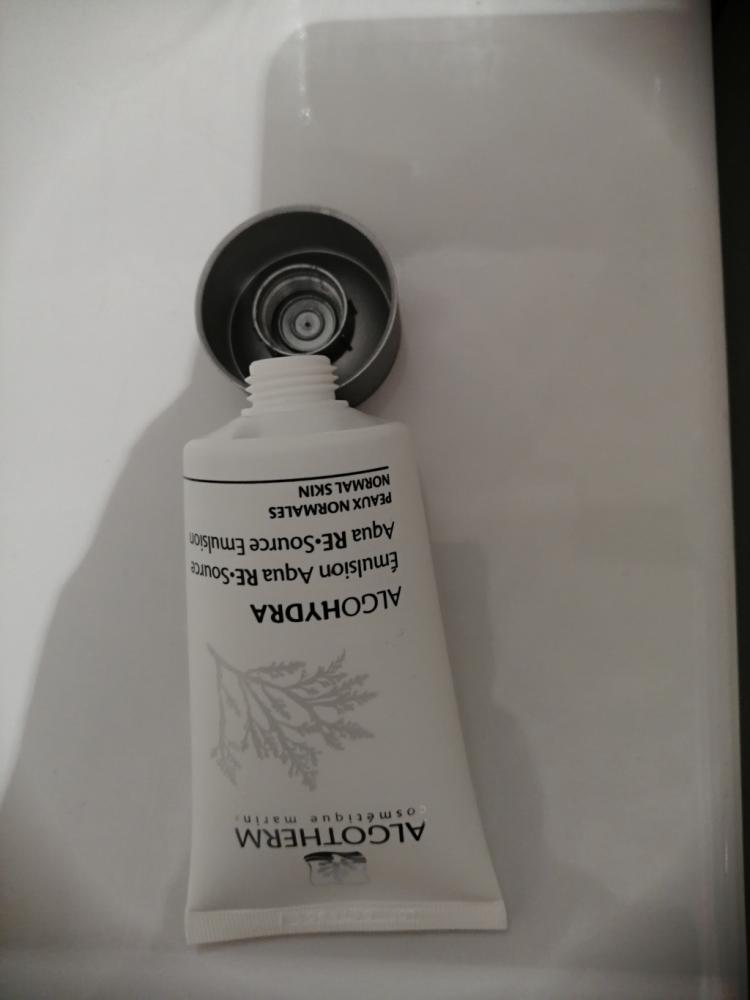 ALGOTHERM
cosmétique marin
ALGOHYDRA
Émulsion Aqua RE•Source
Aqua RE•Source Emulsion
PEAUX NORMALES
NORMAL SKIN